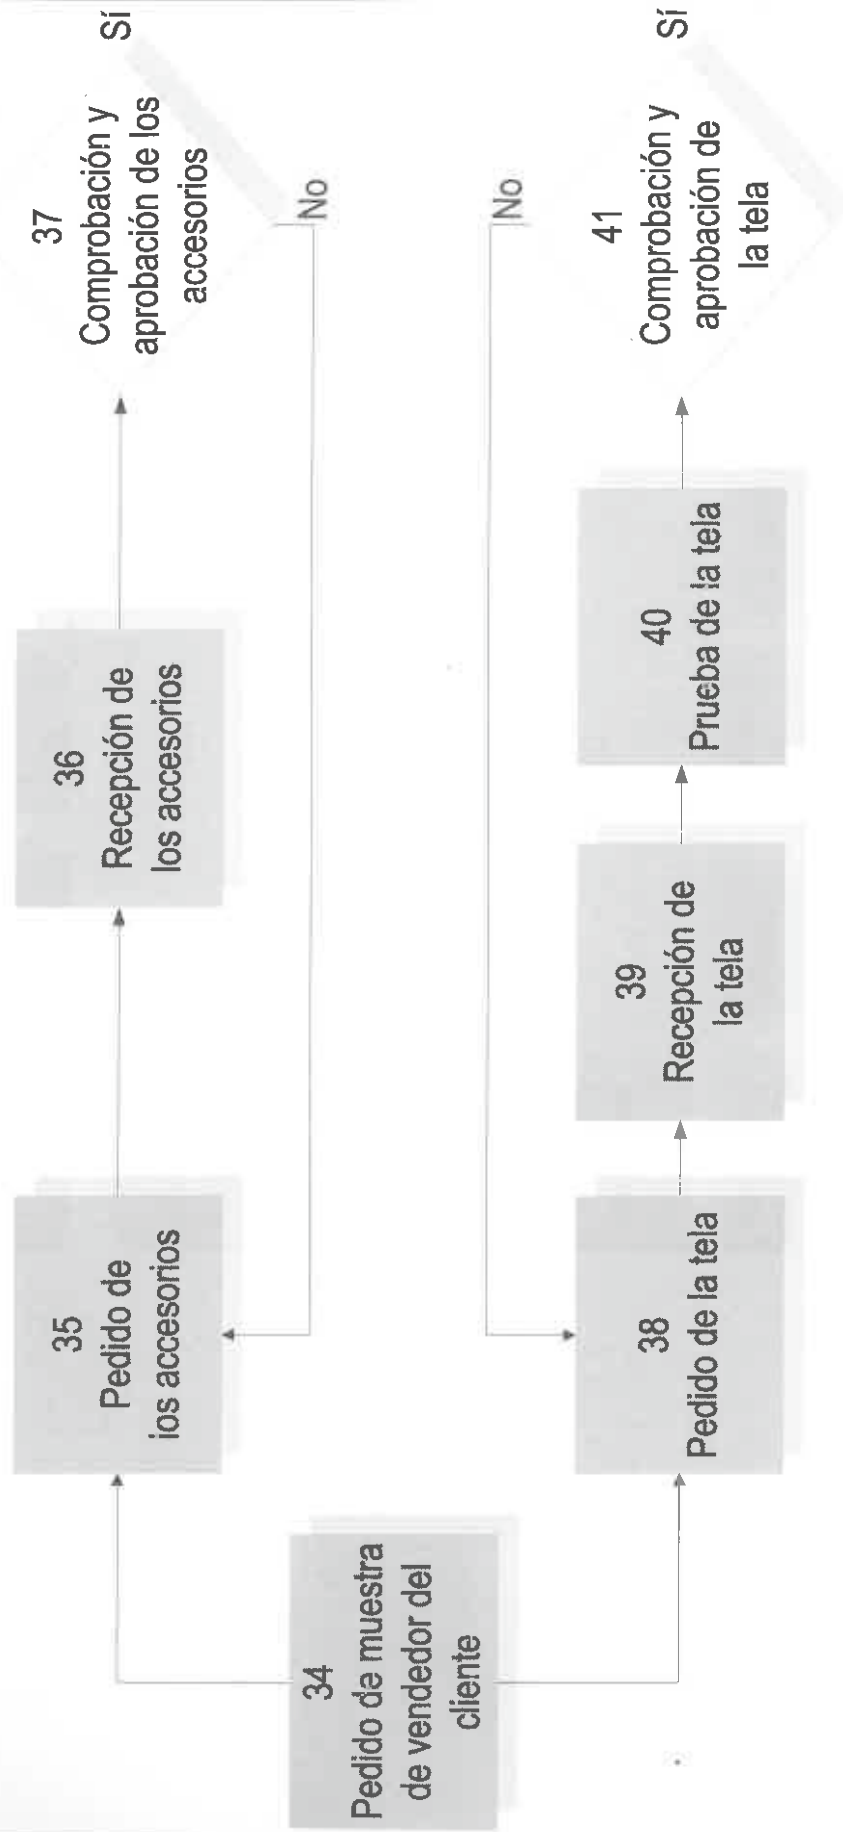 34
Pedido de muestra
de vendedor del
cliente
35
Pedido de
ios accesorios
36
Recepción de
los accesorios
37
Comprobación y
aprobación de los
accesorios
Sí
No
38
Pedido de la tela
39
Recepción de
la tela
40
Prueba de la tela
41
Comprobación y
aprobación de
la tela
Sí
No